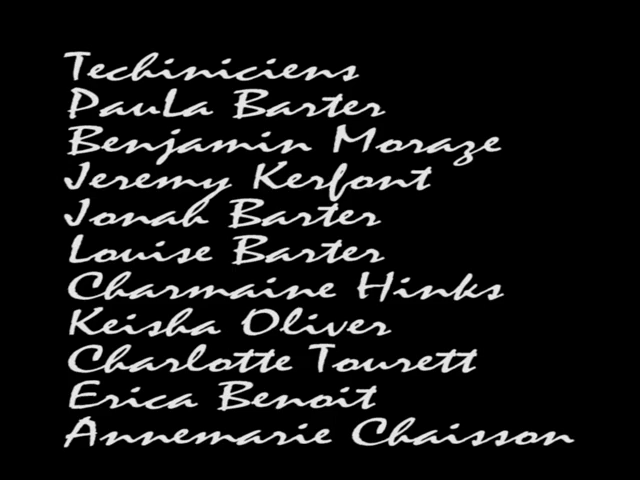 Techiniciens
PauLa Barter
Benjamin Moraze
Jeremy Kerfont
Jonah Barter
Louise Barter
Charmaine Hinks
Keisha Oliver
Charlotte Tourett
Erica Benoit
Annemarie Chaisson